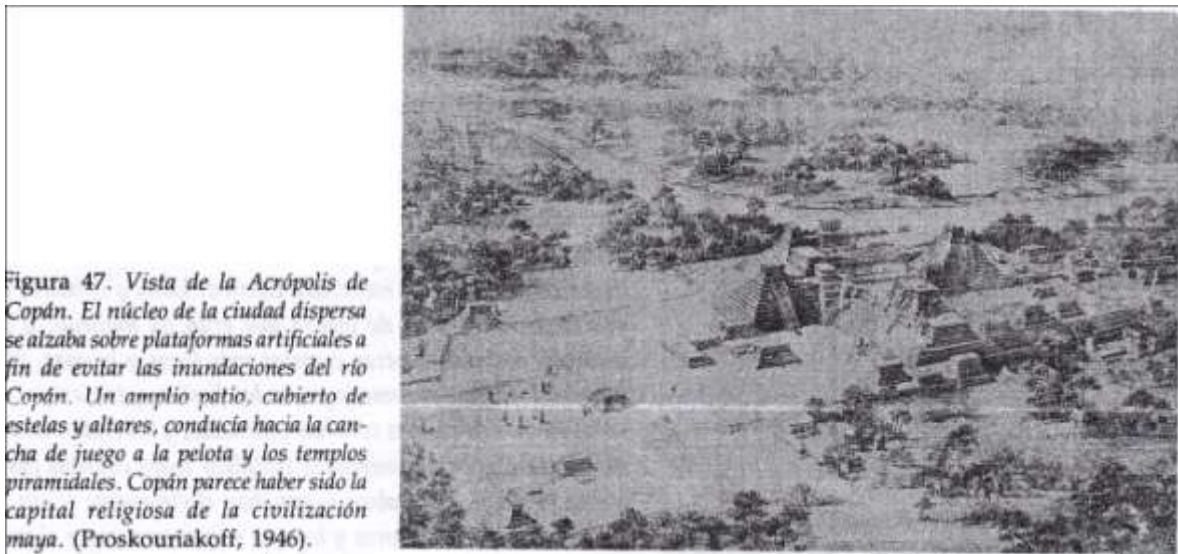 Figura 47. Vista de la Acrópolis de
Copán. El núcleo de la ciudad dispersa
se alzaba sobre plataformas artificiales a
fin de evitar las inundaciones del río
Copán. Un amplio patio, cubierto de
estelas y altares, conducía hacia la can-
cha de juego a la pelota y los templos
piramidales. Copán parece haber sido la
capital religiosa de la civilización
maya. (Proskouriakoff, 1946).